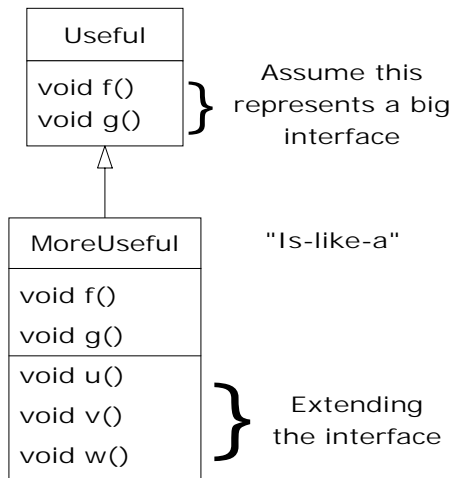 Useful
void f()
void g()
Assume this
represents a big
interface
MoreUseful
"Is-like-a"
void f()
void g()
void u()
void v()
void w()
Extending
the interface